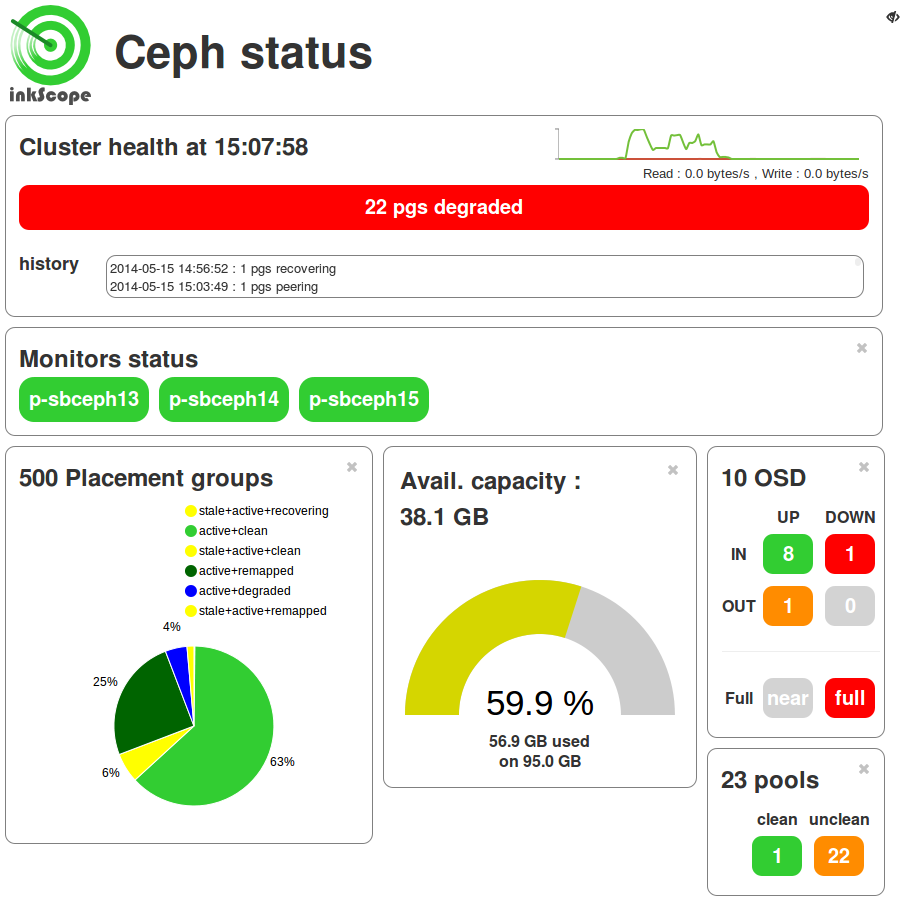 inkScope
Ceph status
Cluster health at 15:07:58
Read : 0.0 bytes/s , Write : 0.0 bytes/s
22 pgs degraded
history
2014-05-15 14:56:52 : 1 pgs recovering
2014-05-15 15:03:49 : 1 pgs peering
Monitors status
p-sbceph13 p-sbceph14 p-sbceph15
500 Placement groups
stale+active+recovering
active+clean
stale+active+clean
active+remapped
active+degraded
stale+active+remapped
4%
25%
6%
63%
Avail. capacity :
38.1 GB
59.9 %
56.9 GB used
on 95.0 GB
10 OSD
UP DOWN
IN 8 1
OUT 1 0
Full near full
23 pools
clean unclean
1 22